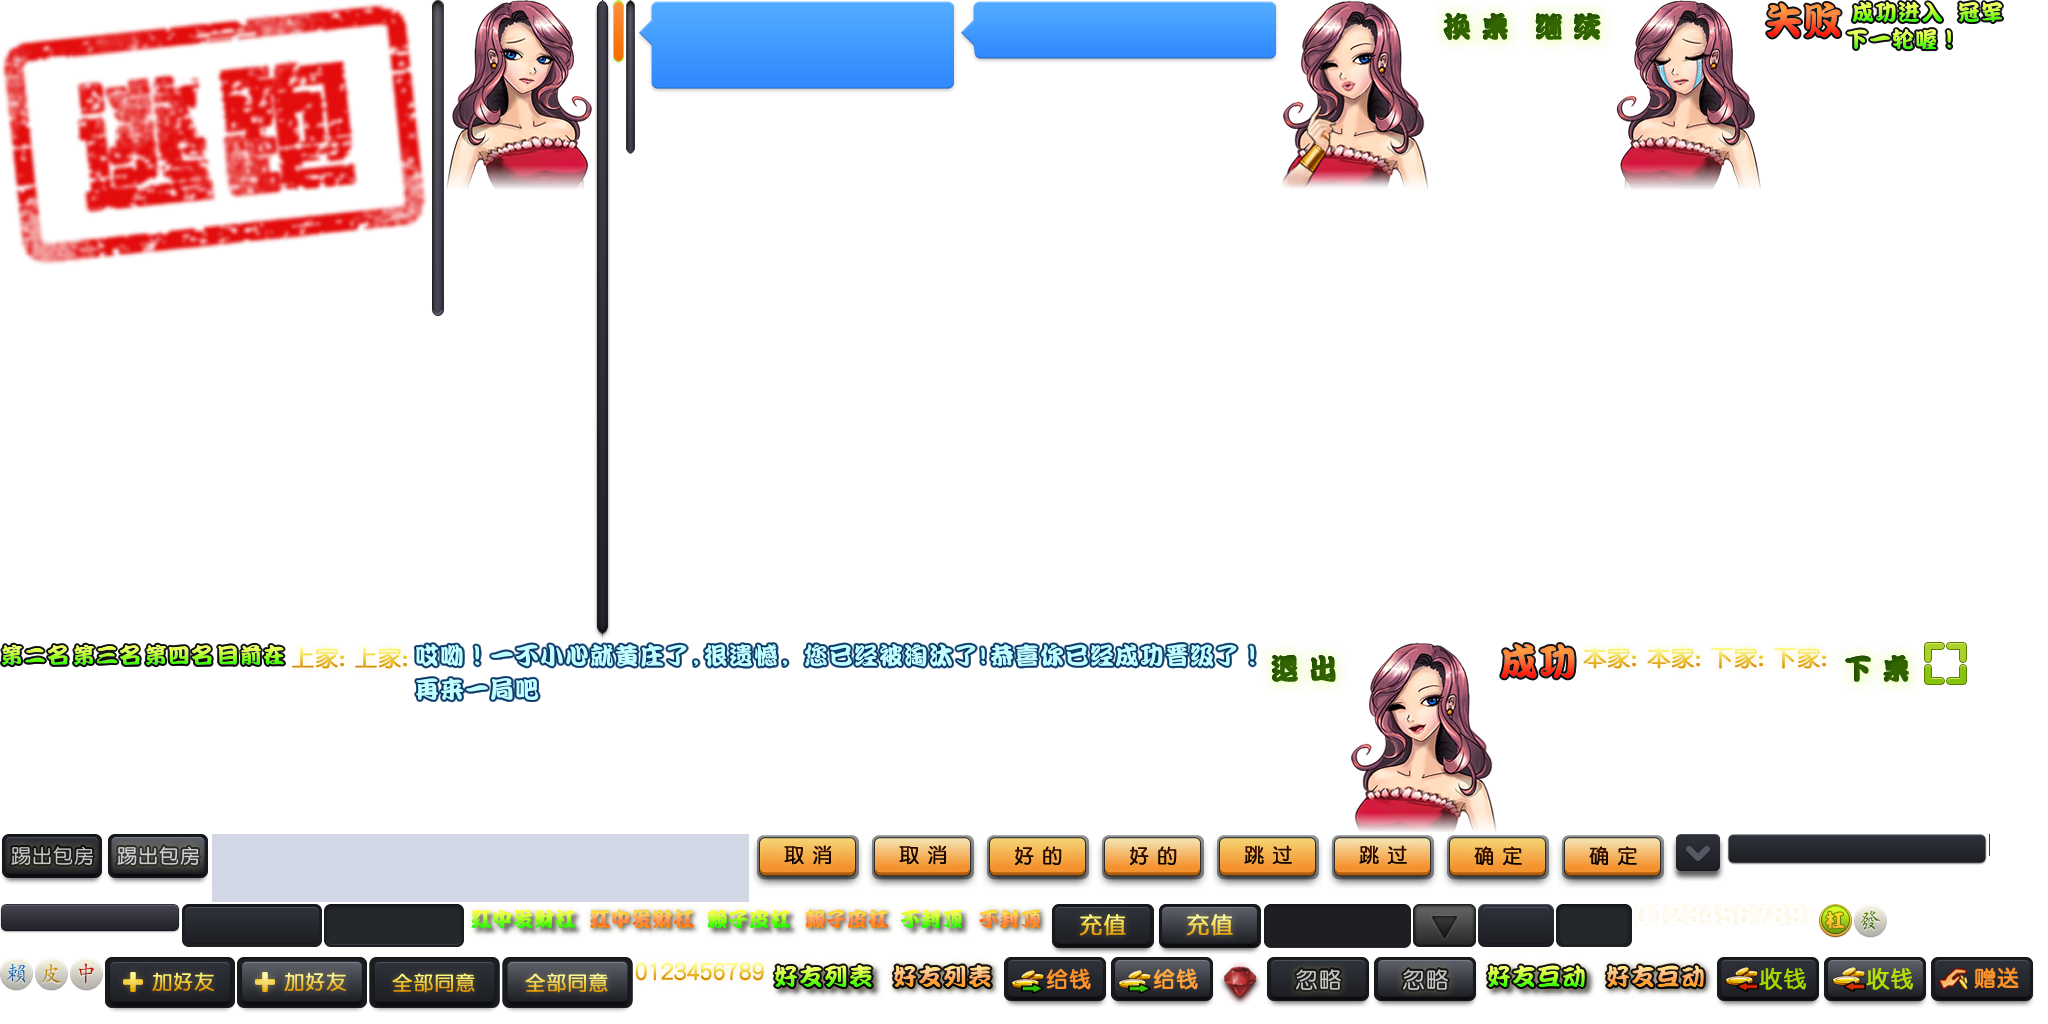 逃跑
换桌 继续
失败
成功进入 冠军
下一轮喔！
第二名第三名第四名目前在
上家: 上家:
哎呦！一不小心就黄庄了,很遗憾，您已经被淘汰了!恭喜你已经成功晋级了！
再来一局吧
退出
成功
本家: 本家: 下家: 下家:
下桌
踢出包房 踢出包房
取消 取消 好的 好的 跳过 跳过 确定 确定
红中发财杠 红中发财杠 赖子皮杠 赖子皮杠 不封顶 不封顶
充值 充值
0123456789
杠 發
賴 皮 中
加好友 加好友 全部同意 全部同意
0123456789
好友列表 好友列表
给钱 给钱
忽略 忽略
好友互动 好友互动
收钱 收钱 赠送